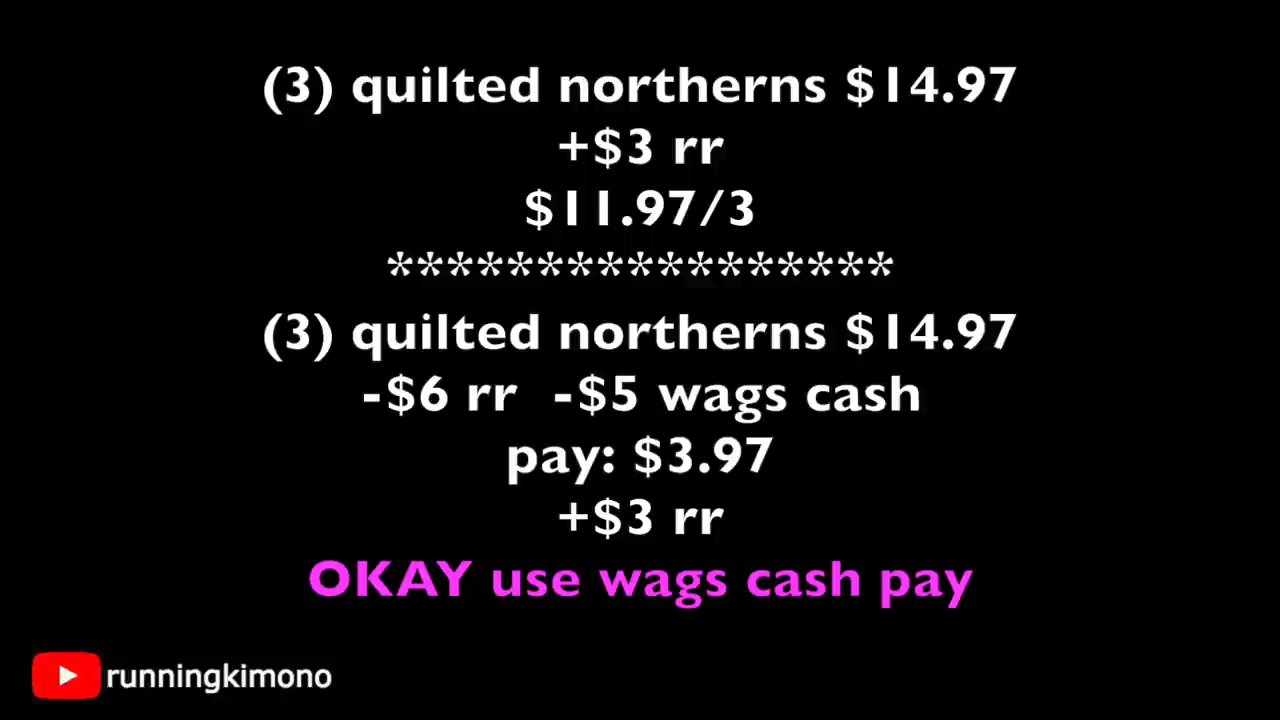 (3) quilted northerns $14.97
+$3 rr
$11.97/3
*****************
(3) quilted northerns $14.97
-$6 rr  -$5 wags cash
pay: $3.97
+$3 rr
OKAY use wags cash pay
runningkimono